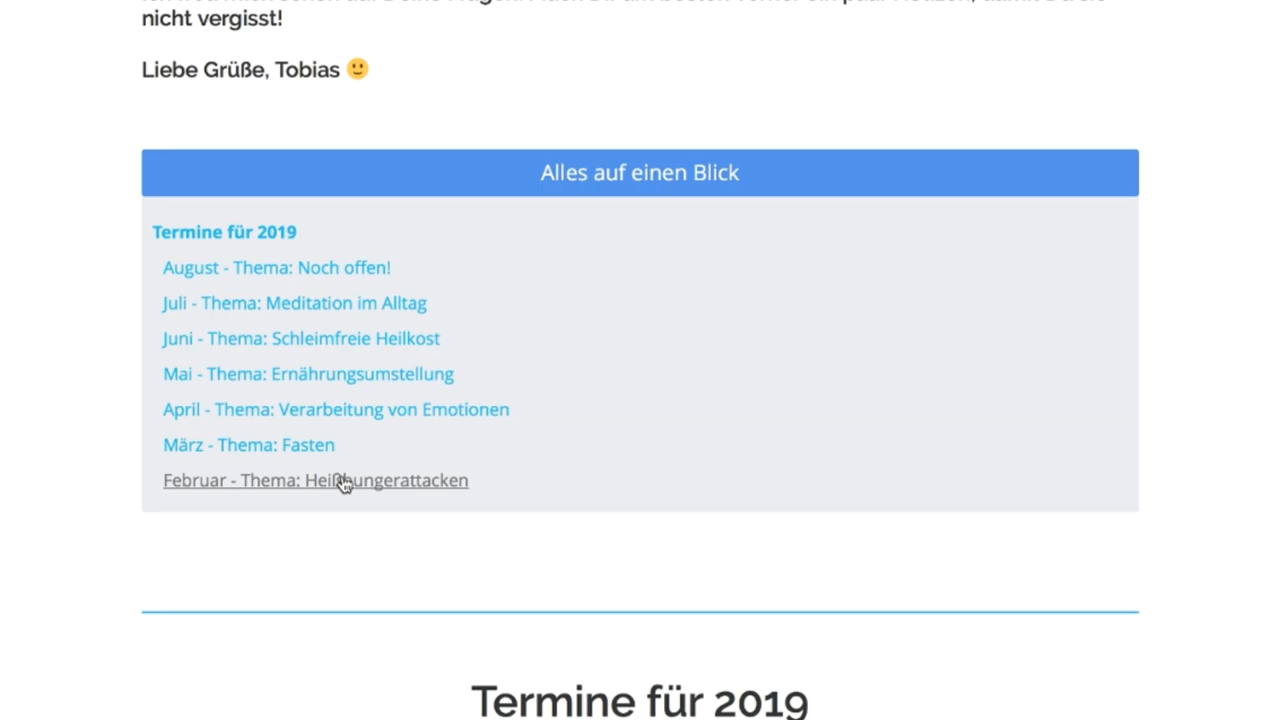 nicht vergisst!
Liebe Grüße, Tobias 🙂
Alles auf einen Blick
Termine für 2019
August - Thema: Noch offen!
Juli - Thema: Meditation im Alltag
Juni - Thema: Schleimfreie Heilkost
Mai - Thema: Ernährungsumstellung
April - Thema: Verarbeitung von Emotionen
März - Thema: Fasten
Februar - Thema: Heißhungerattacken
Termine für 2019